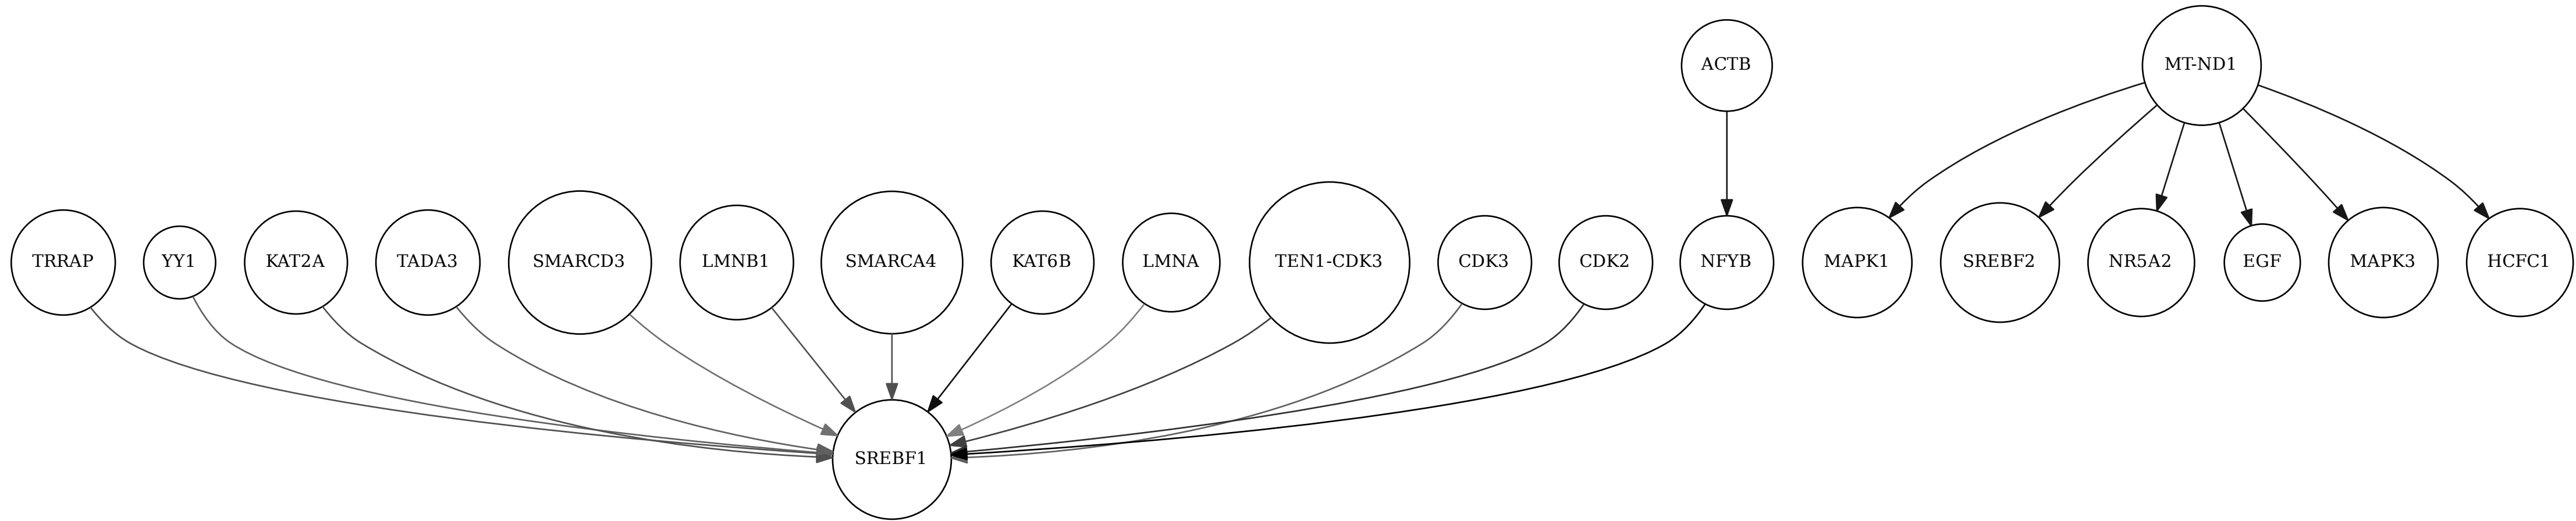 ACTB
MT-ND1
TRRAP
YY1
KAT2A
TADA3
SMARCD3
LMNB1
SMARCA4
KAT6B
LMNA
TEN1-CDK3
CDK3
CDK2
NFYB
MAPK1
SREBF2
NR5A2
EGF
MAPK3
HCFC1
SREBF1